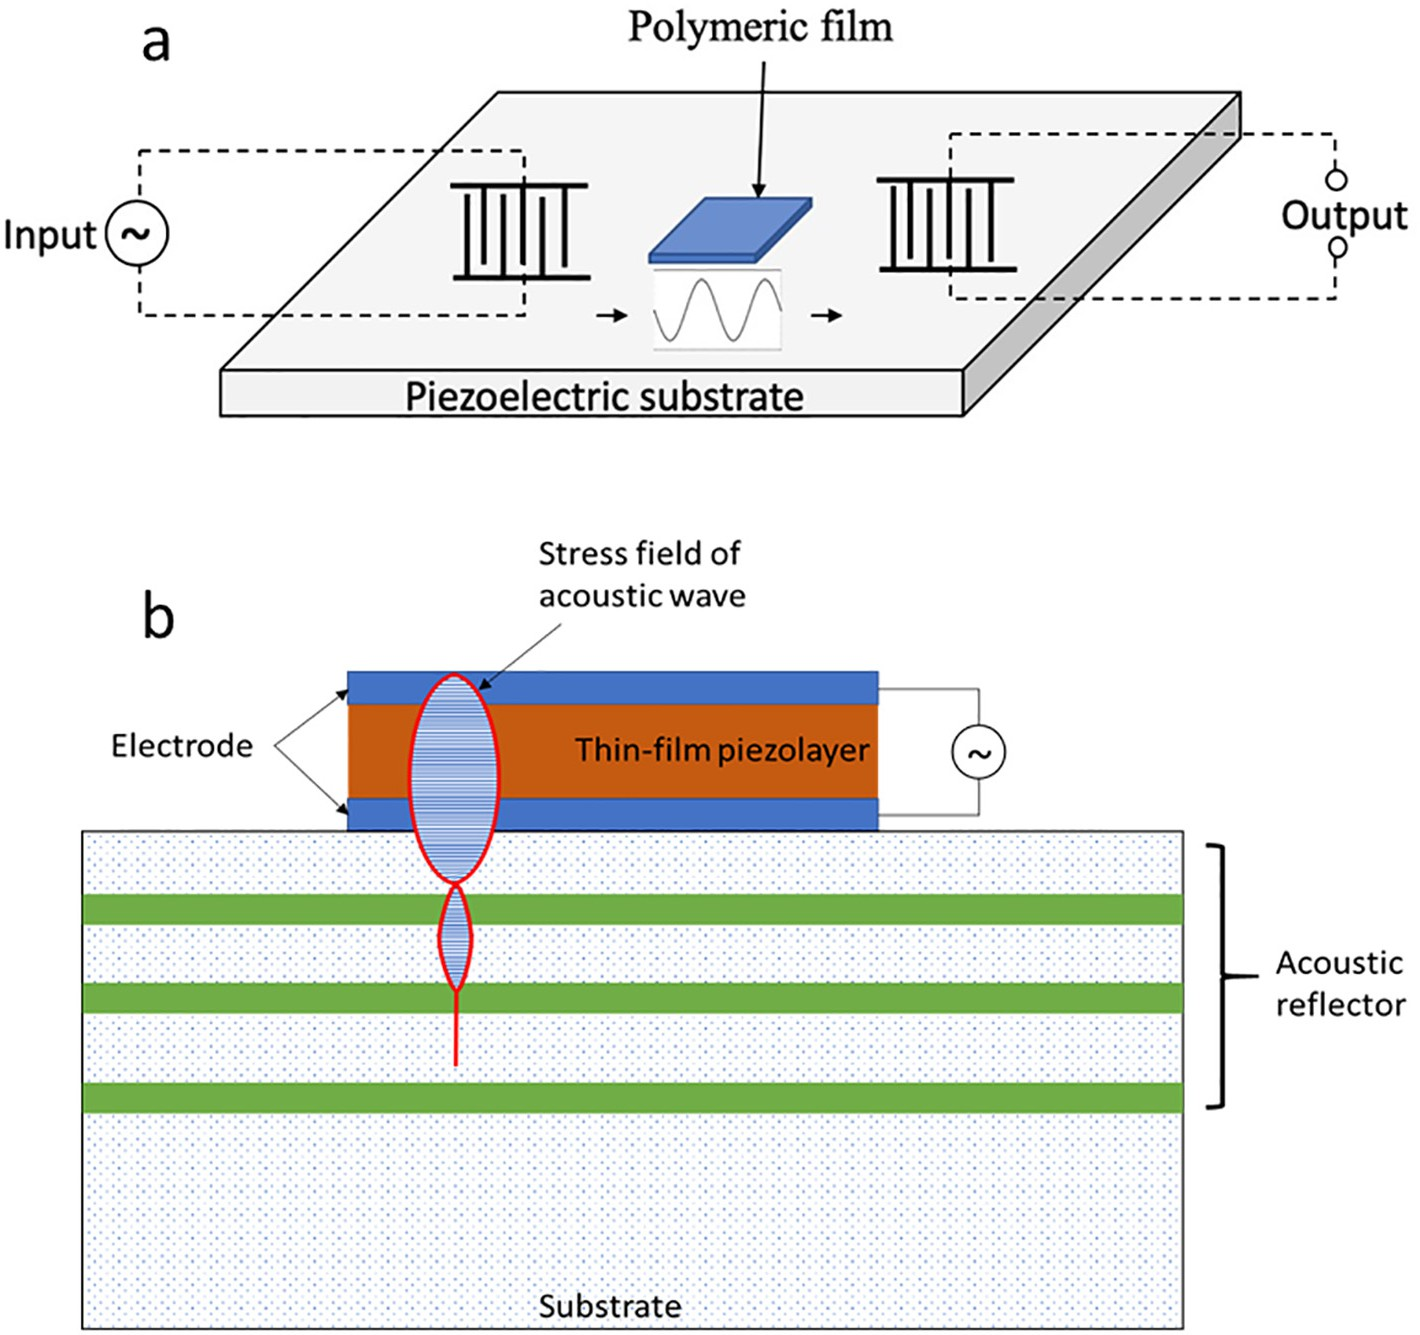 a
Polymeric film
Input
~
Output
Piezoelectric substrate
b
Stress field of
acoustic wave
Electrode
Thin-film piezolayer
~
Acoustic
reflector
Substrate